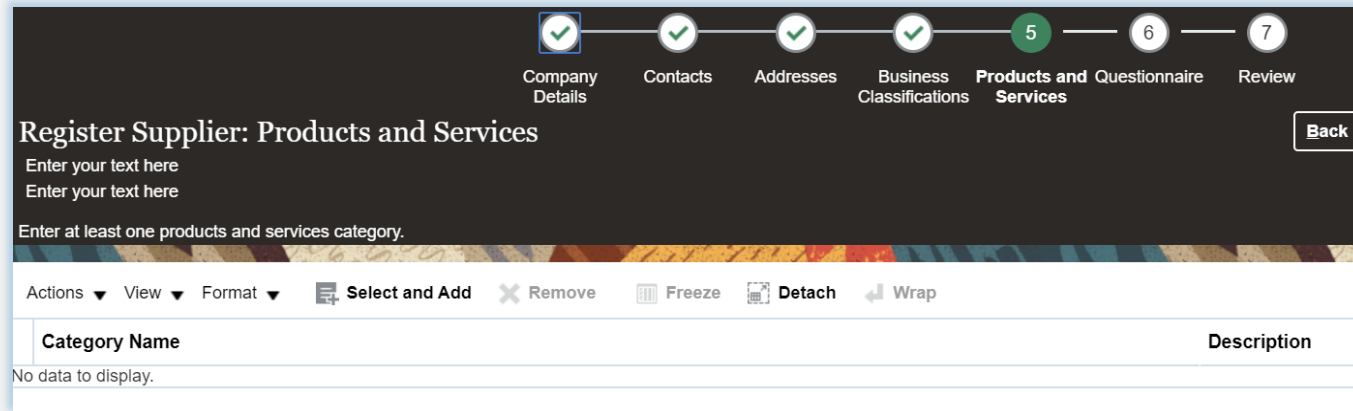 5
6
7
Company Details
Contacts
Addresses
Business Classifications
Products and Services
Questionnaire
Review
Register Supplier: Products and Services
Back
Enter your text here
Enter your text here
Enter at least one products and services category.
Actions View Format Select and Add Remove Freeze Detach Wrap
Category Name Description
No data to display.